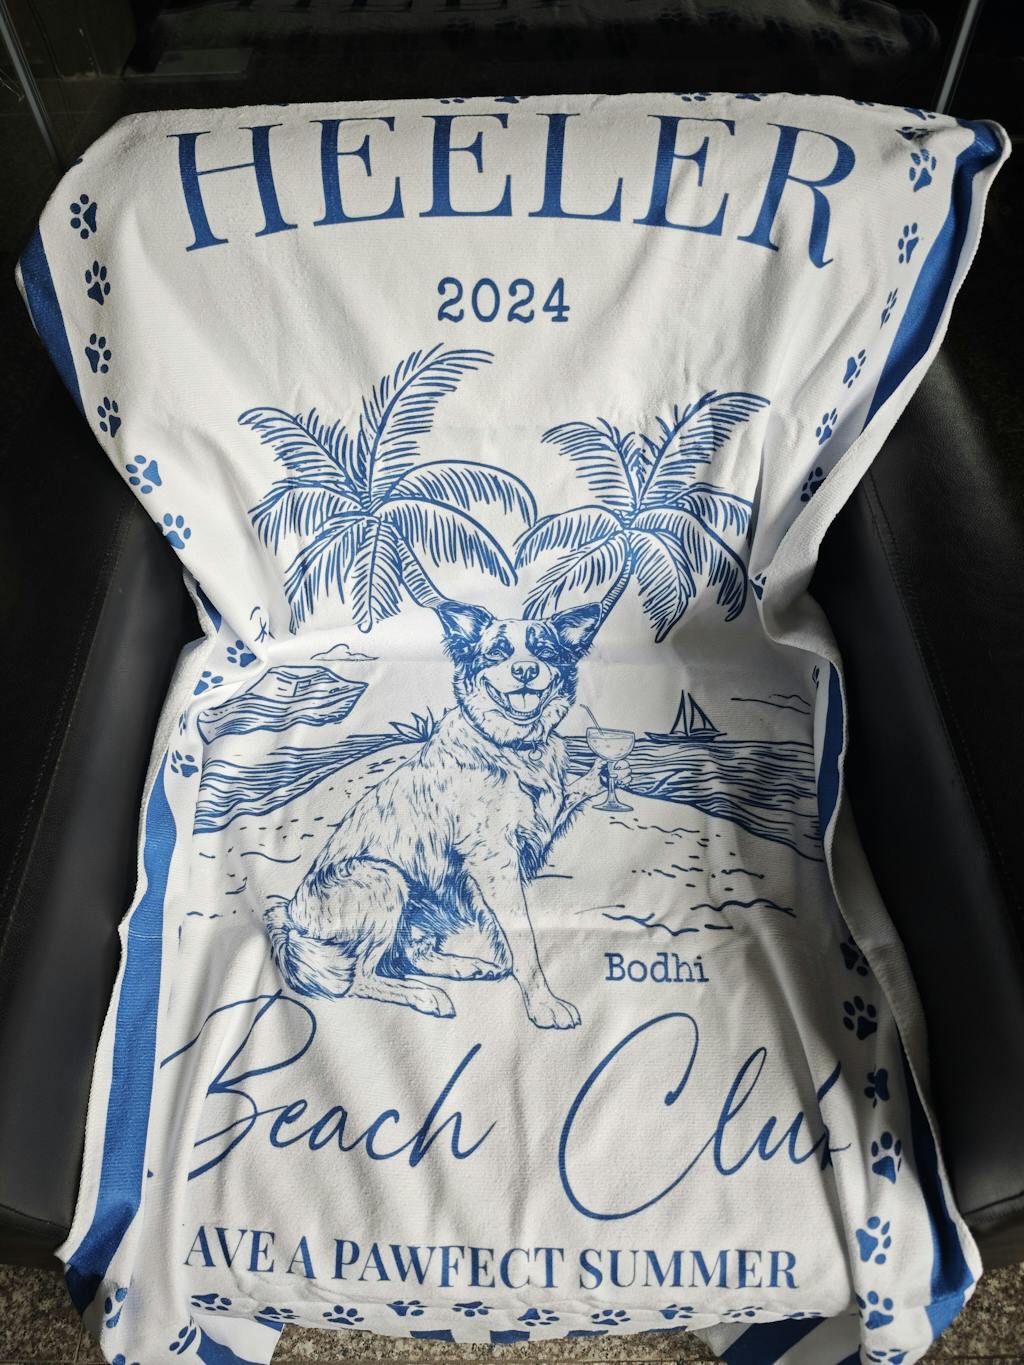 HEELER
2024
Bodhi
Beach Club
AVE A PAWFECT SUMMER